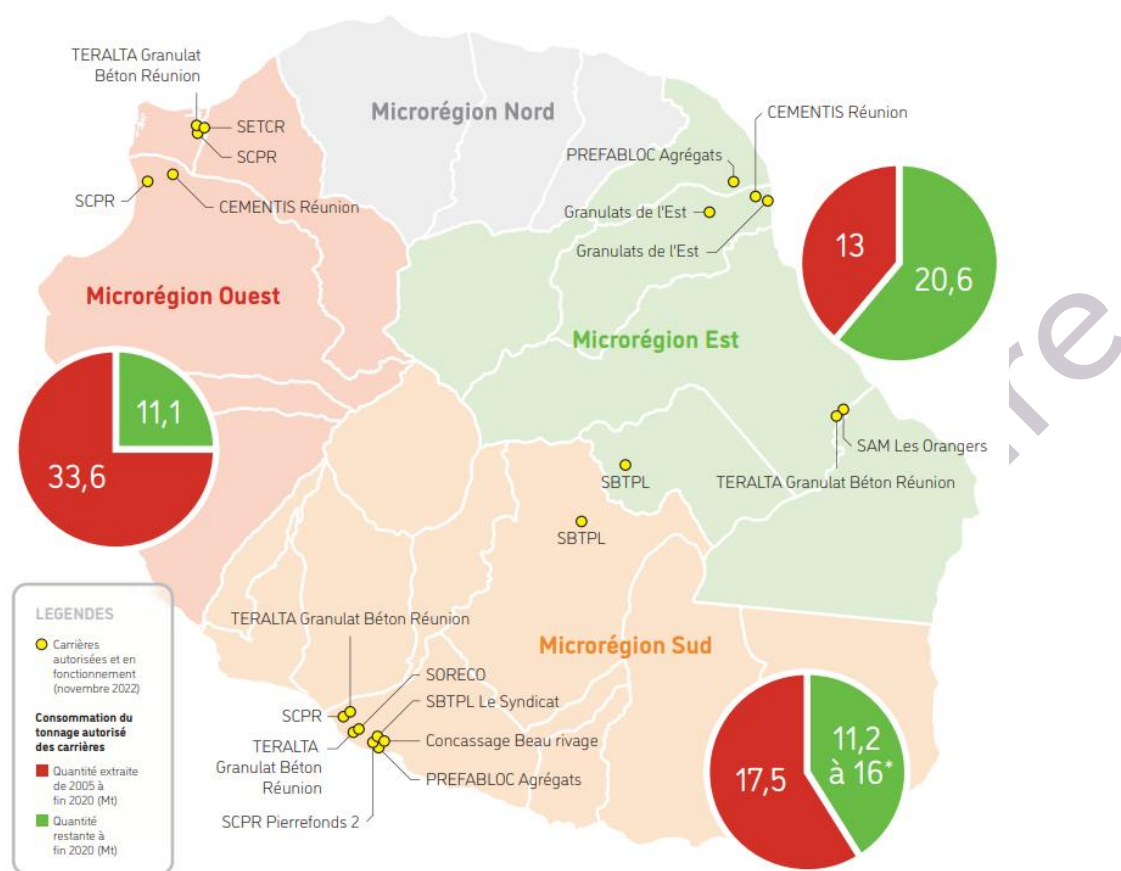 TERALTA Granulat
Béton Réunion
SETCR
SCPR
SCPR
CEMENTIS Réunion
Microrégion Nord
CEMENTIS Réunion
PREFABLOC Agrégats
Granulats de l'Est
Granulats de l'Est
13
20,6
Microrégion Ouest
Microrégion Est
11,1
33,6
SAM Les Orangers
TERALTA Granulat Béton Réunion
SBTPL
SBTPL
LEGENDES
Carrières
autorisées et en
fonctionnement
(novembre 2022)
Consommation du
tonnage autorisé
des carrières
Quantité extraite
de 2005 à
fin 2020 (Mt)
Quantité
restante à
fin 2020 (Mt)
TERALTA Granulat Béton Réunion
Microrégion Sud
SORECO
SBTPL Le Syndicat
SCPR
TERALTA
Granulat Béton
Réunion
Concassage Beau rivage
PREFABLOC Agrégats
SCPR Pierrefonds 2
17,5
11,2
à 16*